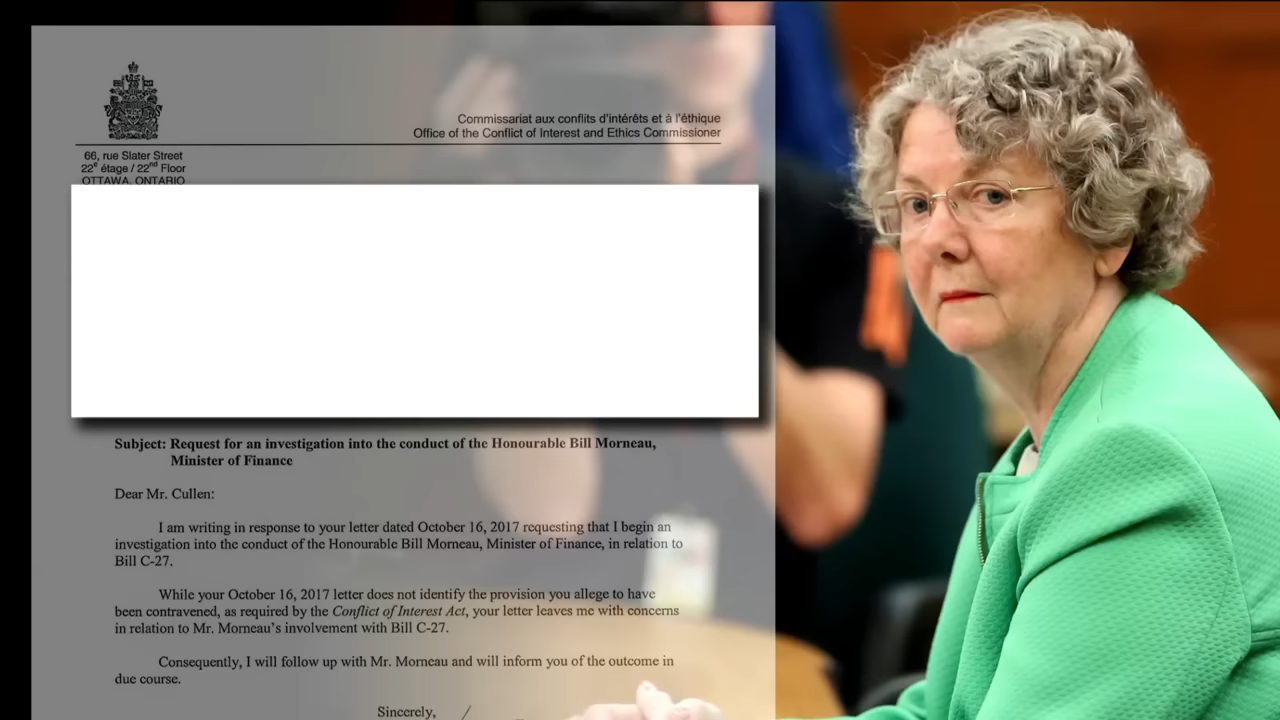 Commissariat aux conflits d'intérêts et à l'éthique
Office of the Conflict of Interest and Ethics Commissioner
66, rue Slater Street
22e étage / 22nd Floor
OTTAWA, ONTARIO
Subject: Request for an investigation into the conduct of the Honourable Bill Morneau,
Minister of Finance
Dear Mr. Cullen:
I am writing in response to your letter dated October 16, 2017 requesting that I begin an
investigation into the conduct of the Honourable Bill Morneau, Minister of Finance, in relation to
Bill C-27.
While your October 16, 2017 letter does not identify the provision you allege to have
been contravened, as required by the Conflict of Interest Act, your letter leaves me with concerns
in relation to Mr. Morneau's involvement with Bill C-27.
Consequently, I will follow up with Mr. Morneau and will inform you of the outcome in
due course.
Sincerely,